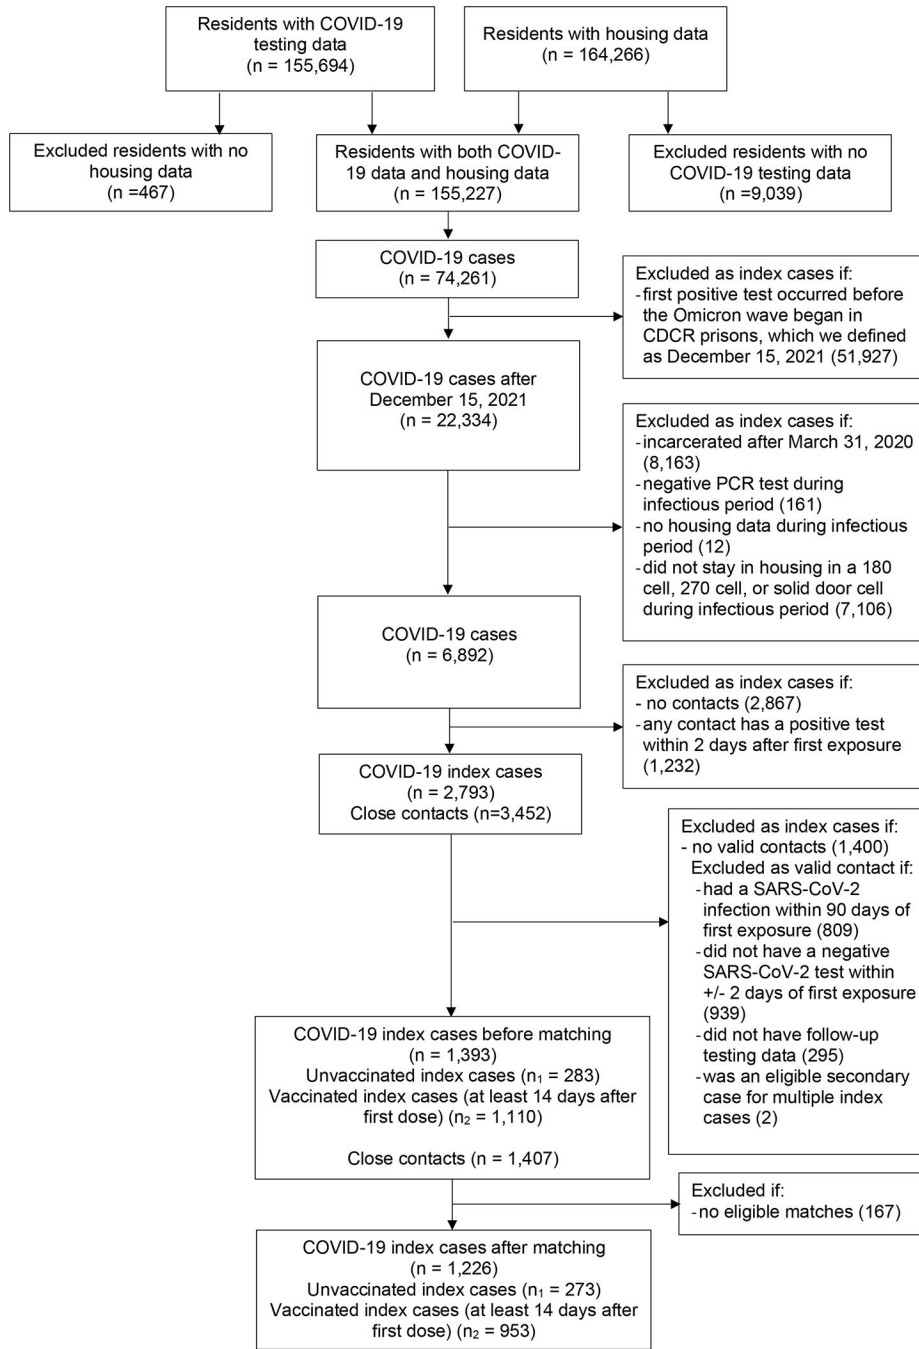 Residents with COVID-19
testing data
(n = 155,694)
Residents with housing data
(n = 164,266)
Excluded residents with no
housing data
(n =467)
Residents with both COVID-
19 data and housing data
(n = 155,227)
Excluded residents with no
COVID-19 testing data
(n =9,039)
COVID-19 cases
(n = 74,261)
Excluded as index cases if:
-first positive test occurred before
the Omicron wave began in
CDCR prisons, which we defined
as December 15, 2021 (51,927)
COVID-19 cases after
December 15, 2021
(n = 22,334)
Excluded as index cases if:
-incarcerated after March 31, 2020
(8,163)
-negative PCR test during
infectious period (161)
-no housing data during infectious
period (12)
-did not stay in housing in a 180
cell, 270 cell, or solid door cell
during infectious period (7,106)
COVID-19 cases
(n = 6,892)
Excluded as index cases if:
- no contacts (2,867)
-any contact has a positive test
within 2 days after first exposure
(1,232)
COVID-19 index cases
(n = 2,793)
Close contacts (n=3,452)
Excluded as index cases if:
- no valid contacts (1,400)
Excluded as valid contact if:
-had a SARS-CoV-2
infection within 90 days of
first exposure (809)
-did not have a negative
SARS-CoV-2 test within
+/- 2 days of first exposure
(939)
-did not have follow-up
testing data (295)
-was an eligible secondary
case for multiple index
cases (2)
COVID-19 index cases before matching
(n = 1,393)
Unvaccinated index cases (n₁ = 283)
Vaccinated index cases (at least 14 days after
first dose) (n₂ = 1,110)
Close contacts (n = 1,407)
Excluded if:
-no eligible matches (167)
COVID-19 index cases after matching
(n = 1,226)
Unvaccinated index cases (n₁ = 273)
Vaccinated index cases (at least 14 days after
first dose) (n₂ = 953)